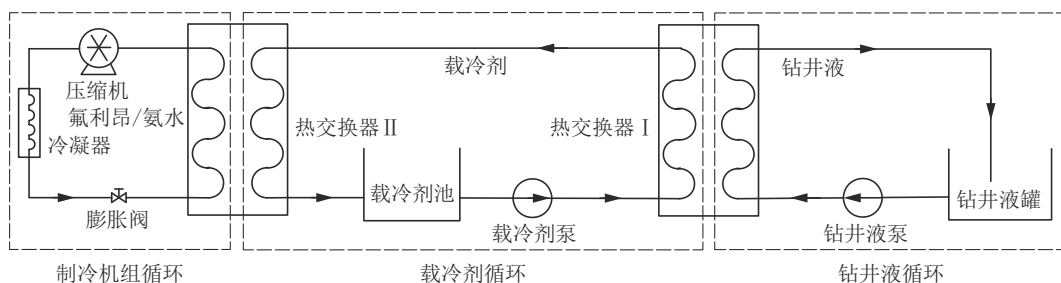 载冷剂
钻井液
压缩机
氟利昂/氨水
冷凝器
热交换器Ⅱ
热交换器Ⅰ
载冷剂池
钻井液罐
膨胀阀
载冷剂泵
钻井液泵
制冷机组循环
载冷剂循环
钻井液循环